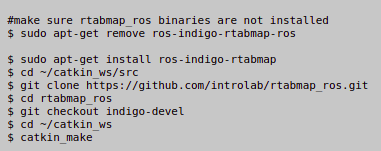 #make sure rtabmap_ros binaries are not installed
$ sudo apt-get remove ros-indigo-rtabmap-ros
$ sudo apt-get install ros-indigo-rtabmap
$ cd ~/catkin_ws/src
$ git clone https://github.com/introlab/rtabmap_ros.git
$ cd rtabmap_ros
$ git checkout indigo-devel
$ cd ~/catkin_ws
$ catkin_make